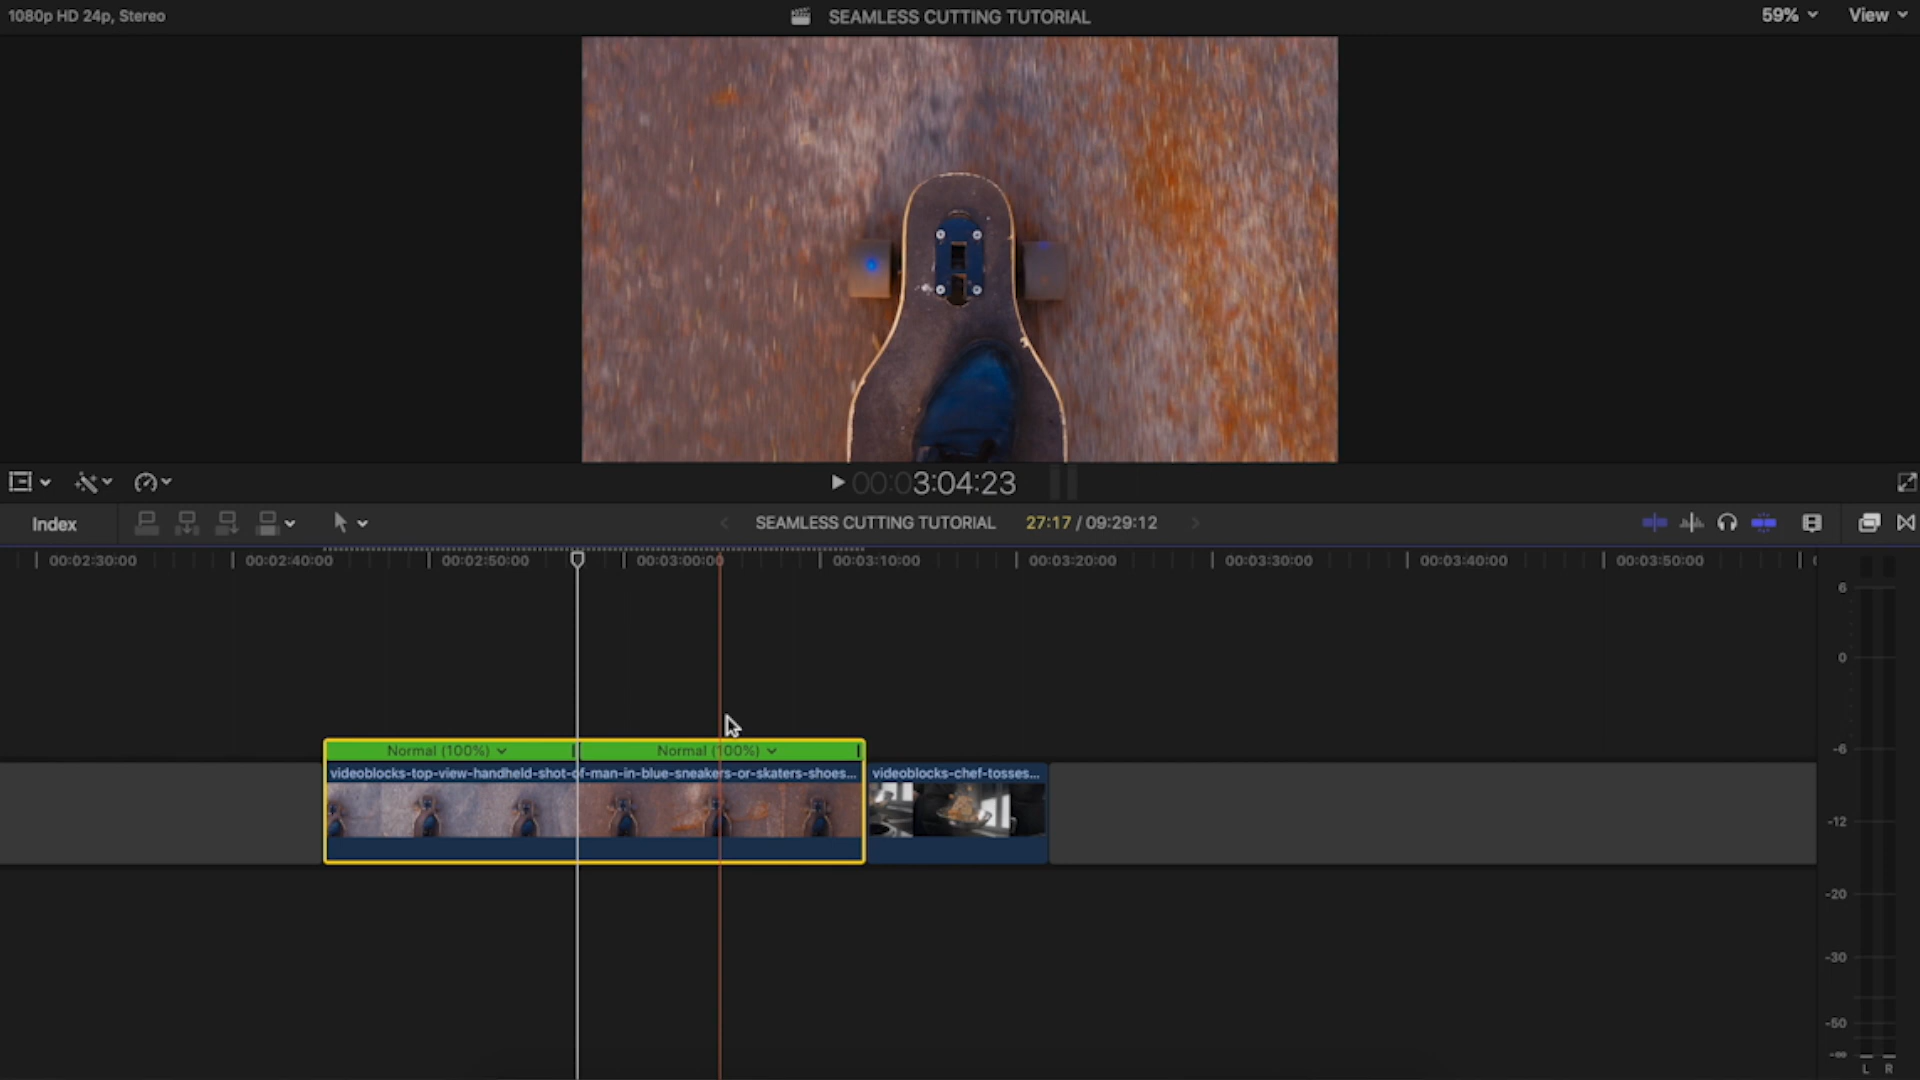 1080p HD 24p, Stereo
SEAMLESS CUTTING TUTORIAL
59%
View
00:03:04:23
Index
SEAMLESS CUTTING TUTORIAL
27:17 / 09:29:12
00:02:30:00
00:02:40:00
00:02:50:00
00:03:00:00
00:03:10:00
00:03:20:00
00:03:30:00
00:03:40:00
00:03:50:00
6
0
-6
-12
-20
-30
-50
-∞
L R
Normal (100%)
Normal (100%)
videoblocks-top-view-handheld-shot-of-man-in-blue-sneakers-or-skaters-shoes...
videoblocks-chef-tosses...